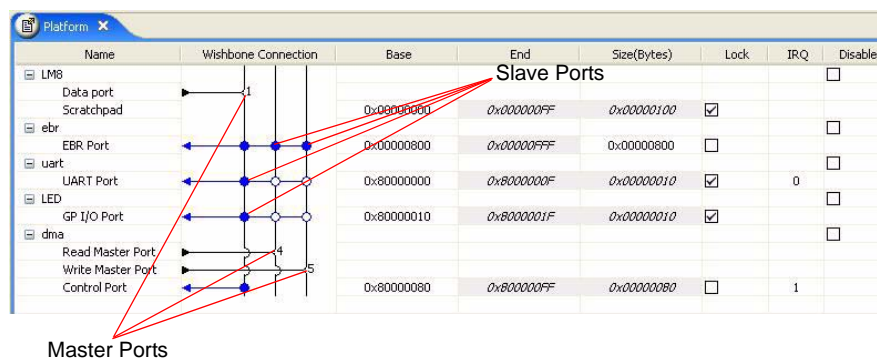 Platform
Name Wishbone Connection Base End Size(Bytes) Lock IRQ Disable
LM8
Slave Ports
Data port 1
Scratchpad 0x00000000 0x000000FF 0x00000100
ebr
EBR Port 0x00000800 0x00000FFF 0x00000800
uart
UART Port 0x80000000 0x8000000F 0x00000010 0
LED
GP I/O Port 0x80000010 0x8000001F 0x00000010
dma
Read Master Port 4
Write Master Port 5
Control Port 0x80000080 0x800000FF 0x00000080 1
Master Ports